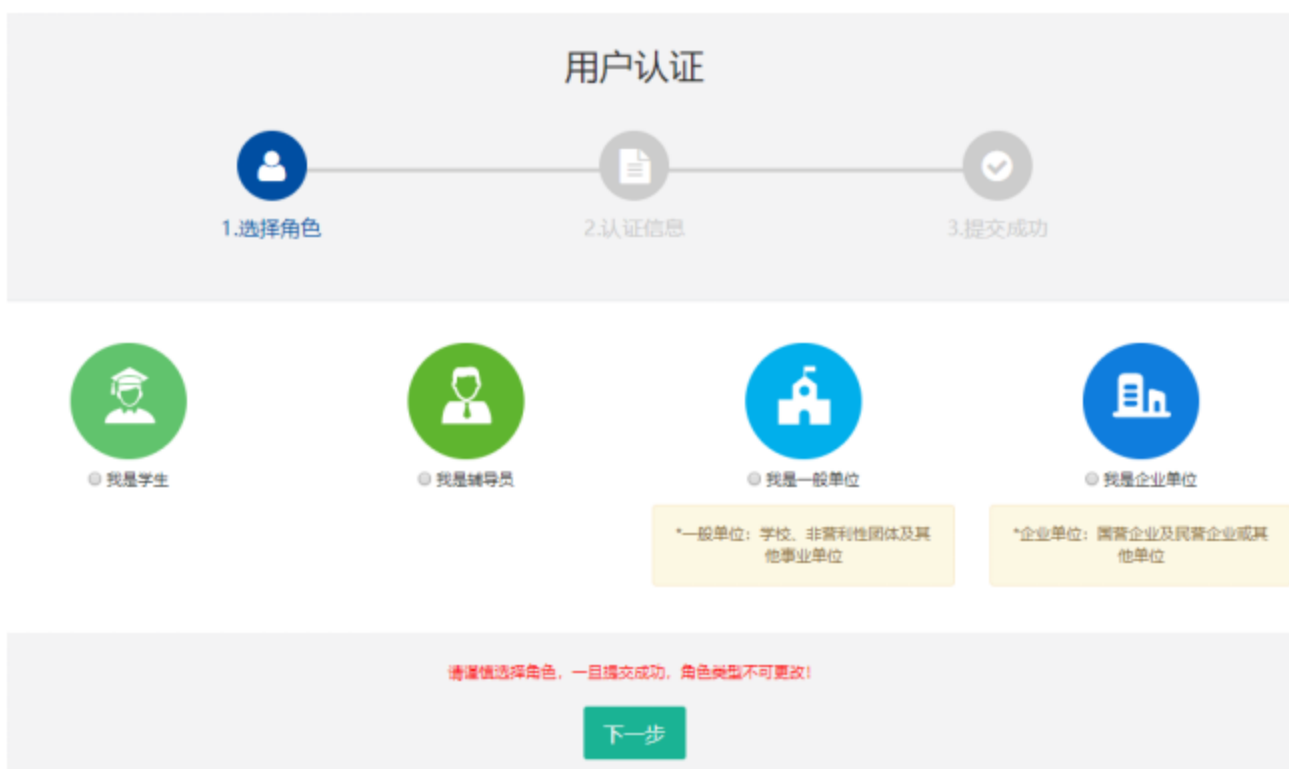 用户认证
1.选择角色
2.认证信息
3.提交成功
我是学生
我是辅导员
我是一般单位
我是企业单位
*一般单位：学校、非营利性团体及其
他事业单位
*企业单位：国营企业及民营企业或其
他单位
请谨慎选择角色，一旦提交成功，角色类型不可更改！
下一步